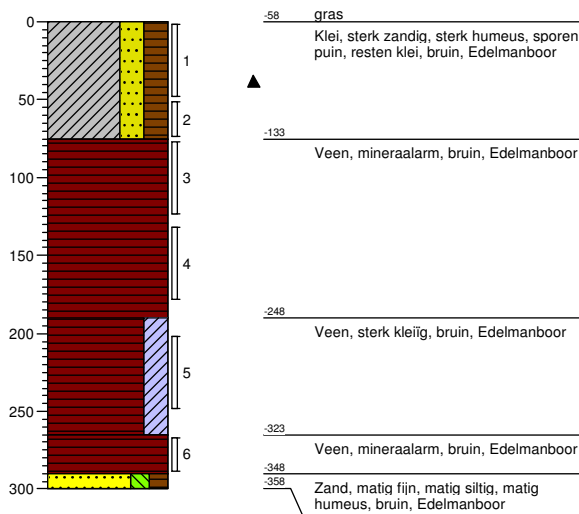 0
50
100
150
200
250
300
1
2
3
4
5
6
-58 gras
Klei, sterk zandig, sterk humeus, sporen
puin, resten klei, bruin, Edelmanboor
-133
Veen, mineraalarm, bruin, Edelmanboor
-248
Veen, sterk kleiïg, bruin, Edelmanboor
-323
Veen, mineraalarm, bruin, Edelmanboor
-348
-358
Zand, matig fijn, matig siltig, matig
humeus, bruin, Edelmanboor